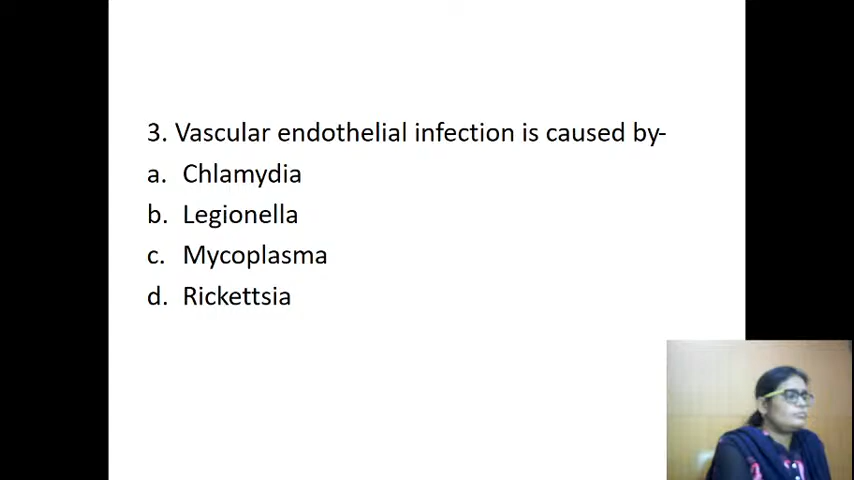 3. Vascular endothelial infection is caused by-
a. Chlamydia
b. Legionella
c. Mycoplasma
d. Rickettsia